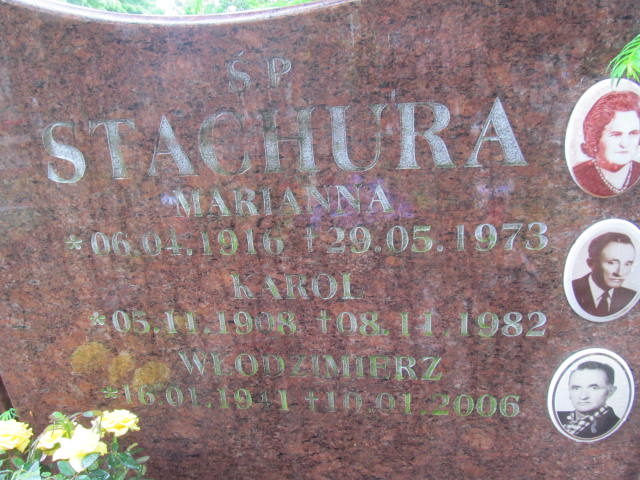 Ś P
STACHURA
MARIANNA
*06.04.1916 †29.05.1973
KAROL
*05.11.1908 †08.11.1982
WŁODZIMIERZ
*16.01.1941 †10.01.2006